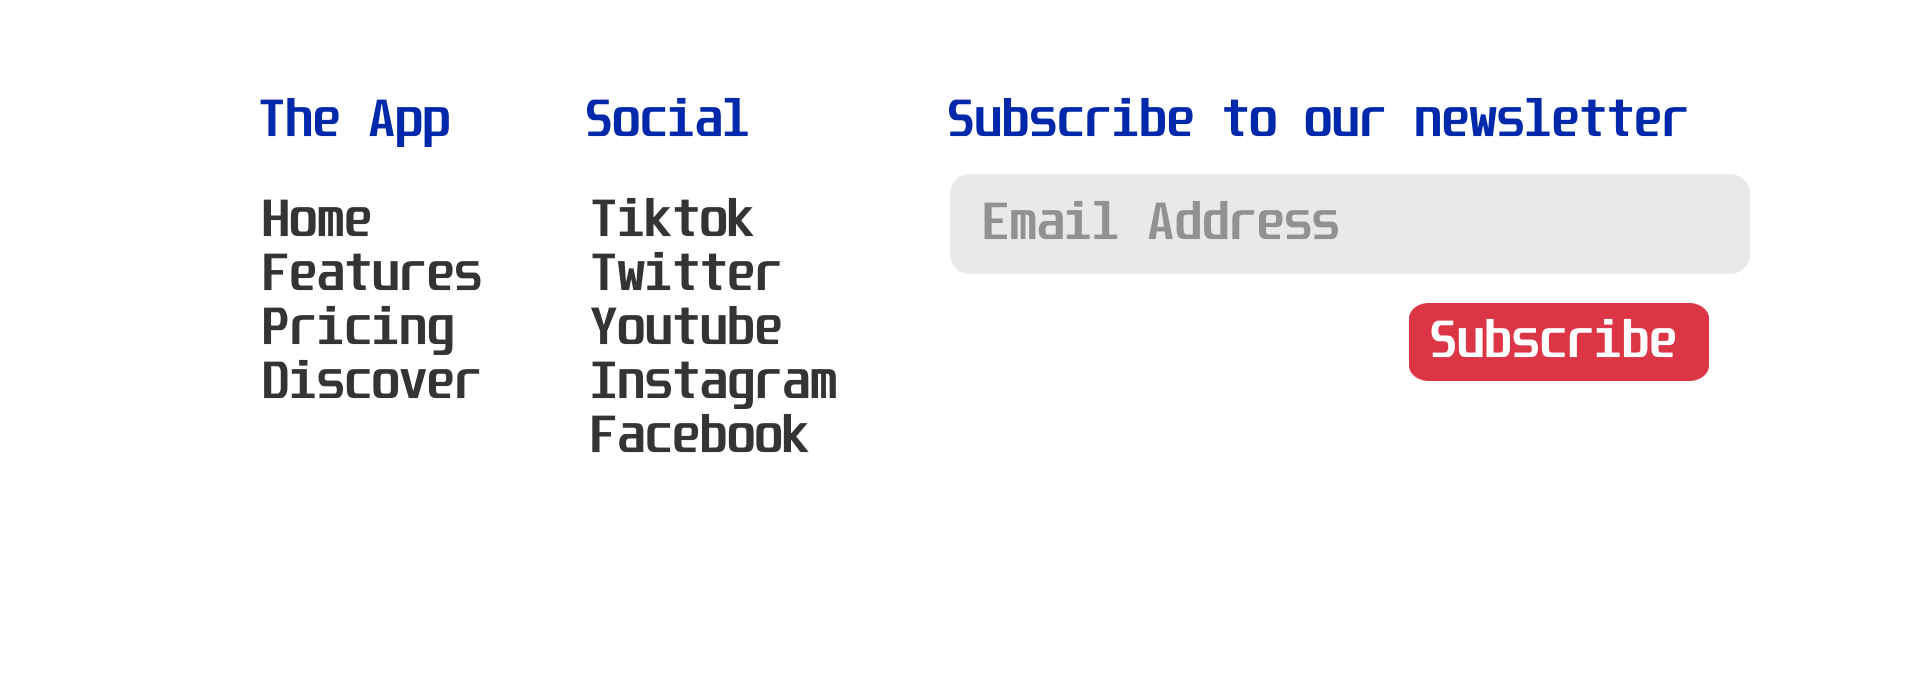 The App
Home
Features
Pricing
Discover
Social
Tiktok
Twitter
Youtube
Instagram
Facebook
Subscribe to our newsletter
Email Address
Subscribe